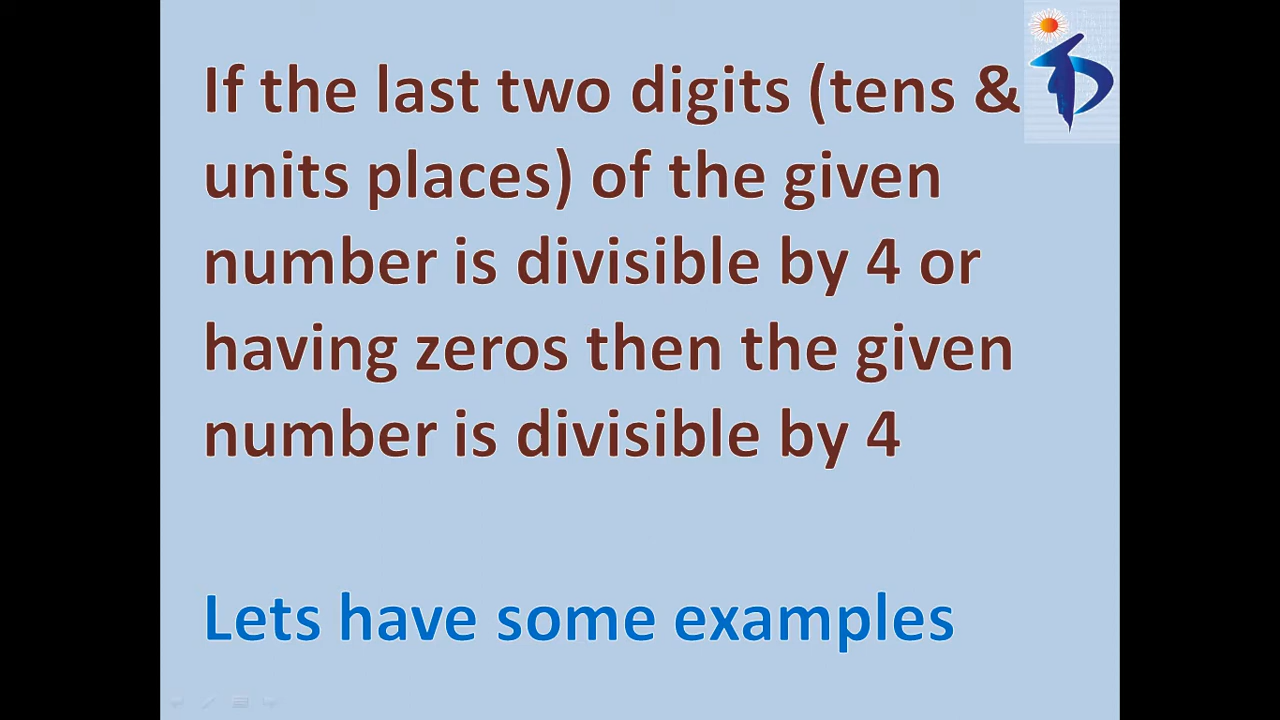 If the last two digits (tens &
units places) of the given
number is divisible by 4 or
having zeros then the given
number is divisible by 4
Lets have some examples